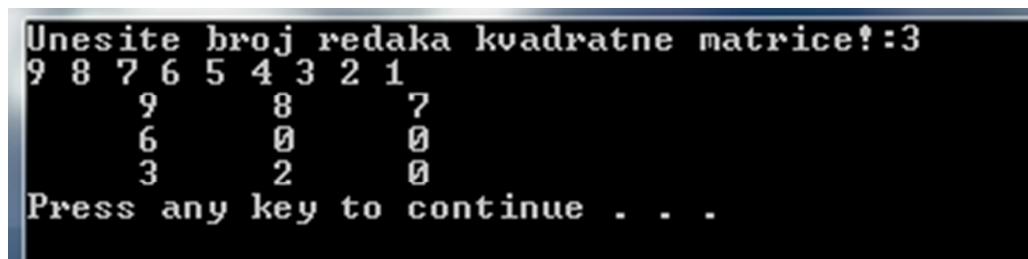 Unesite broj redaka kvadratne matrice!:3
9 8 7 6 5 4 3 2 1
9 8 7
6 0 0
3 2 0
Press any key to continue . . .